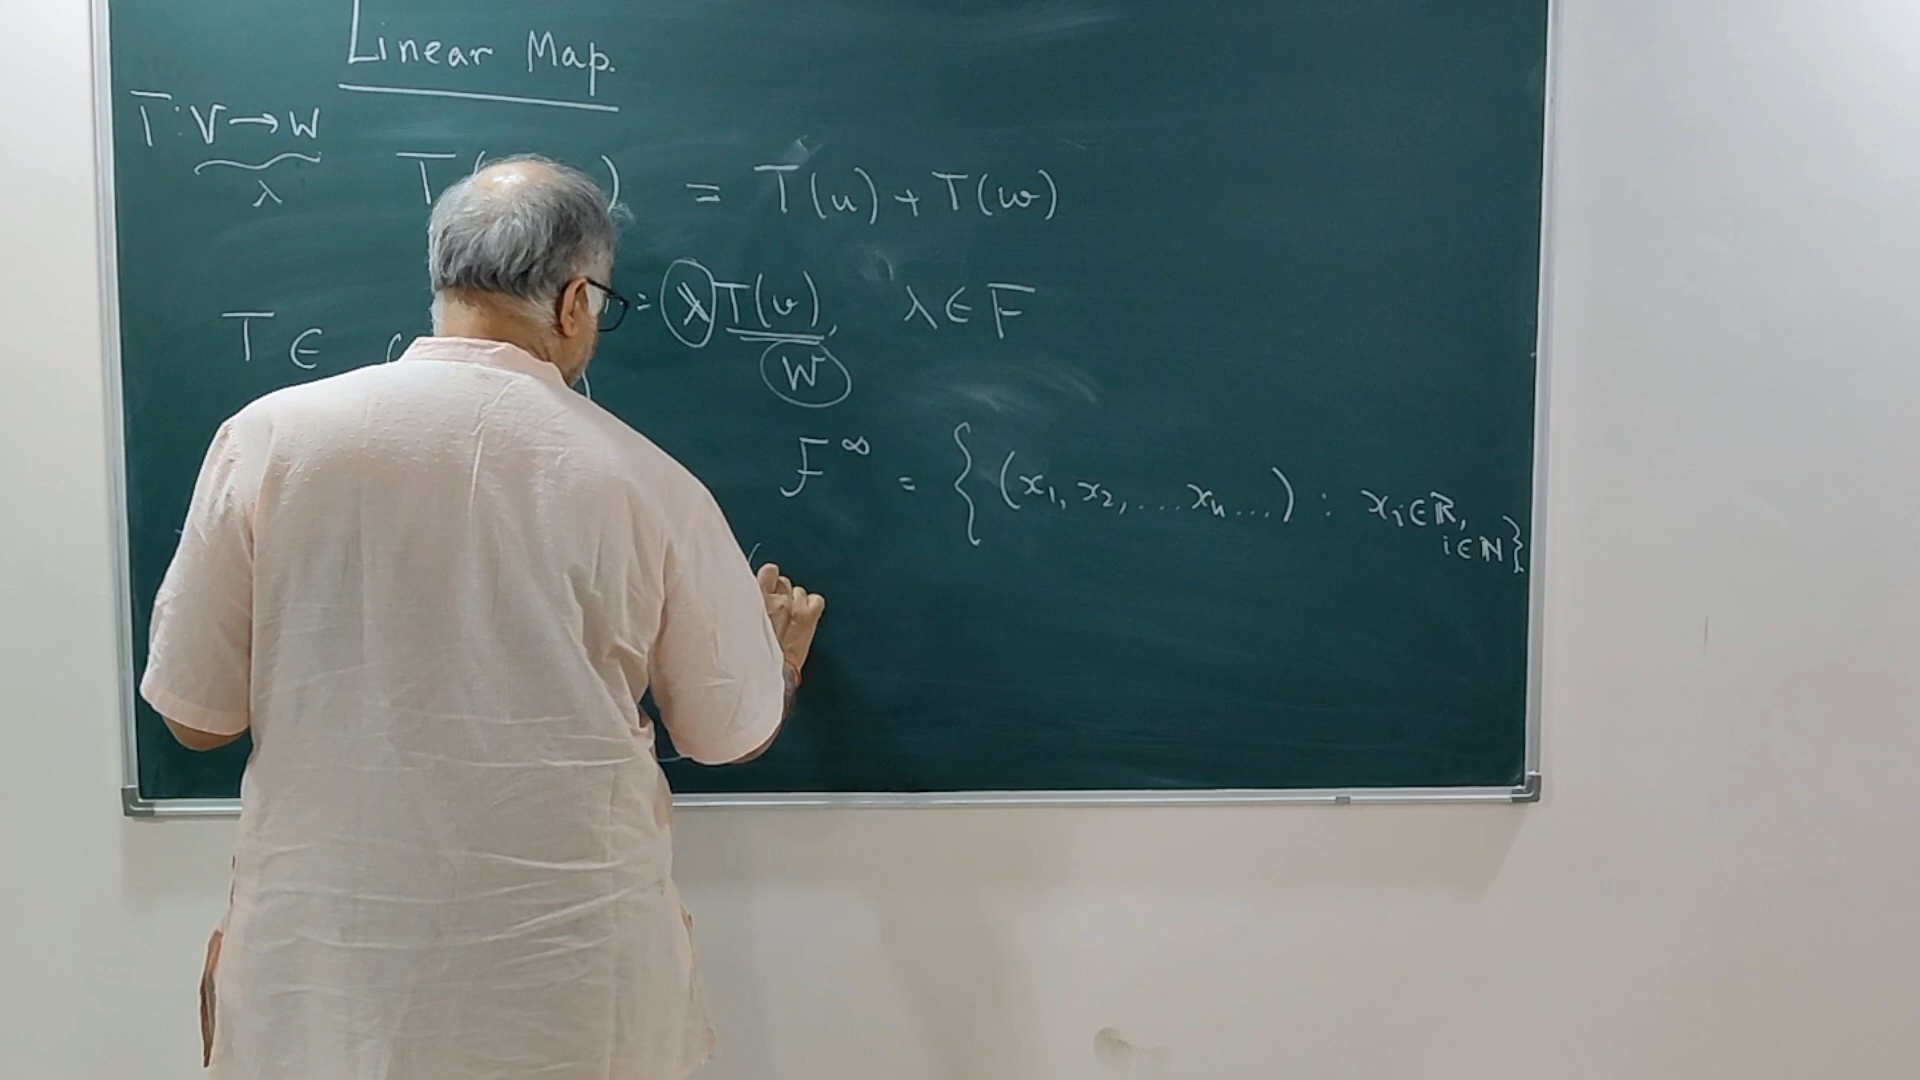 Linear Map.
T: V → W
λ
T( ) = T(u) + T(w)
= λ T(v), λ ∈ F
T ∈
W
F^∞ = { (x₁, x₂, ... xₙ ...) : xᵢ ∈ ℝ,
i ∈ ℕ }